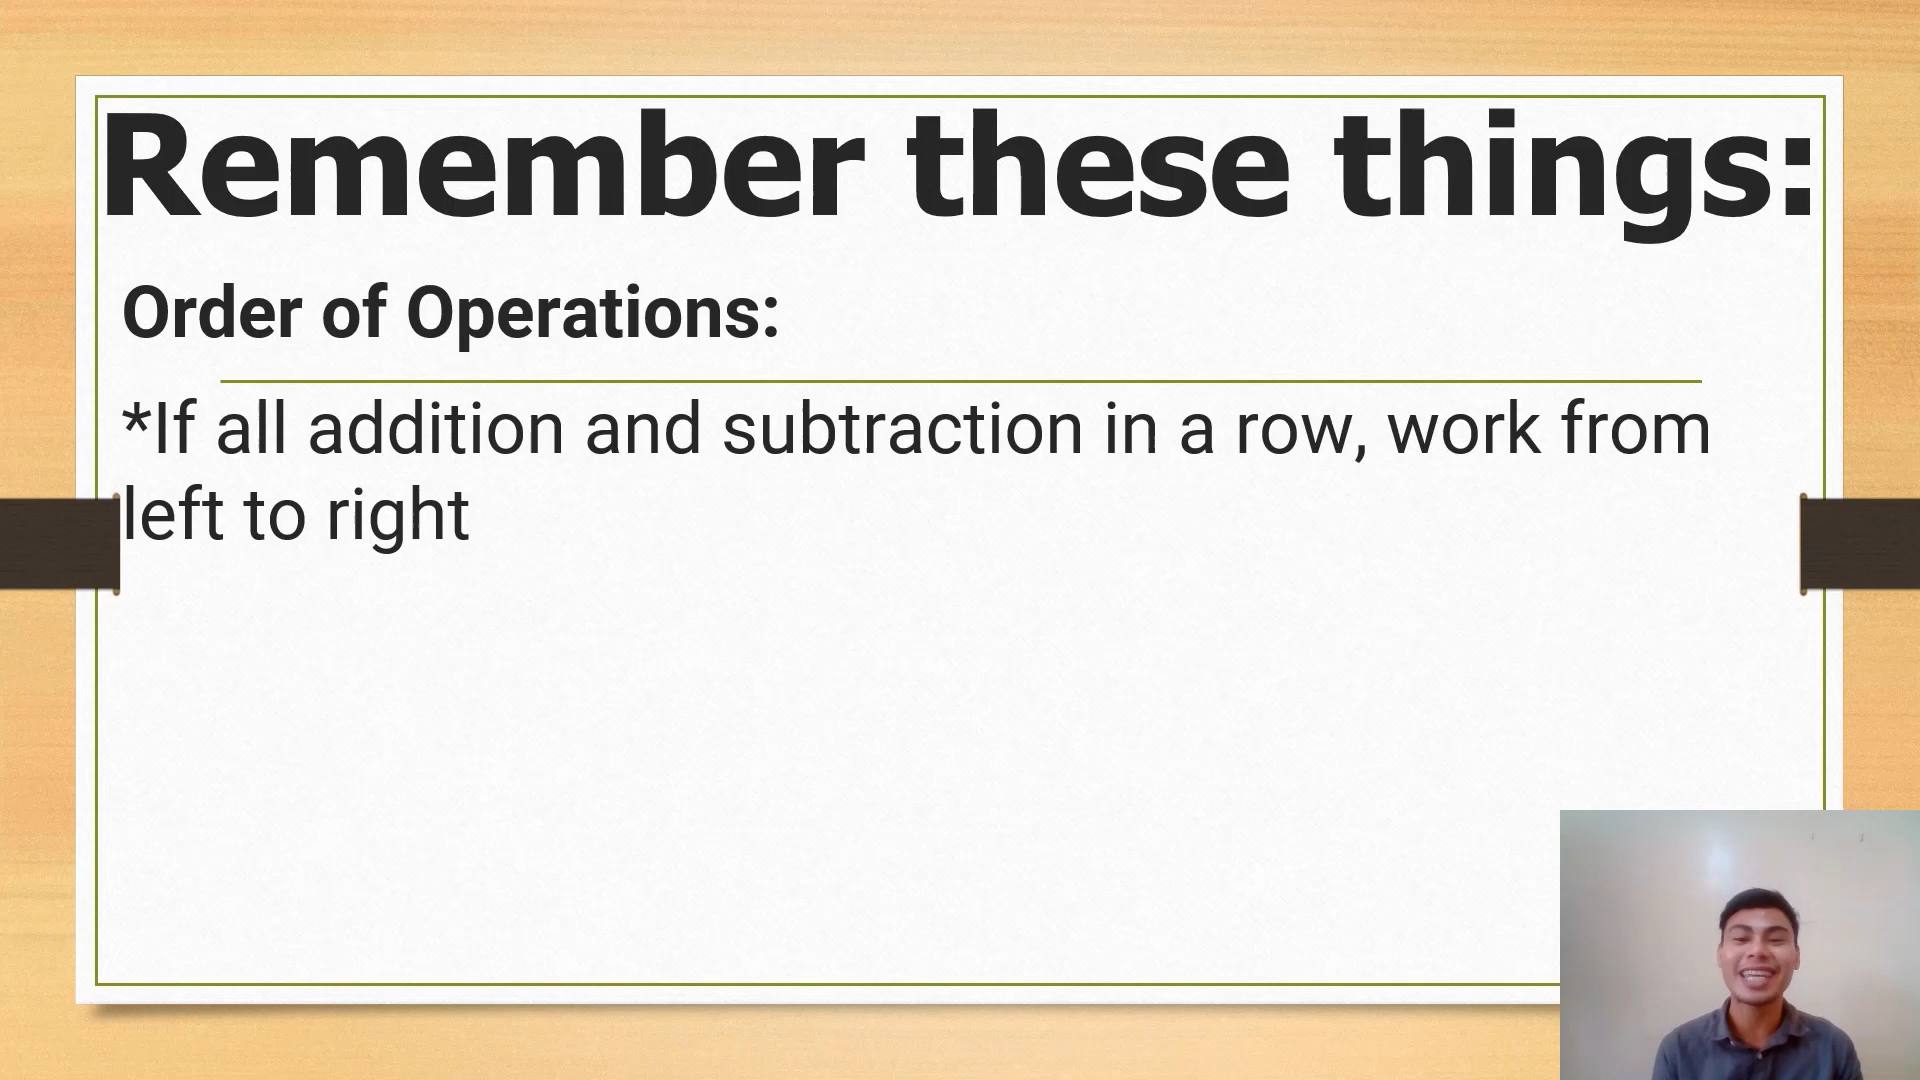 Remember these things:
Order of Operations:
*If all addition and subtraction in a row, work from
left to right